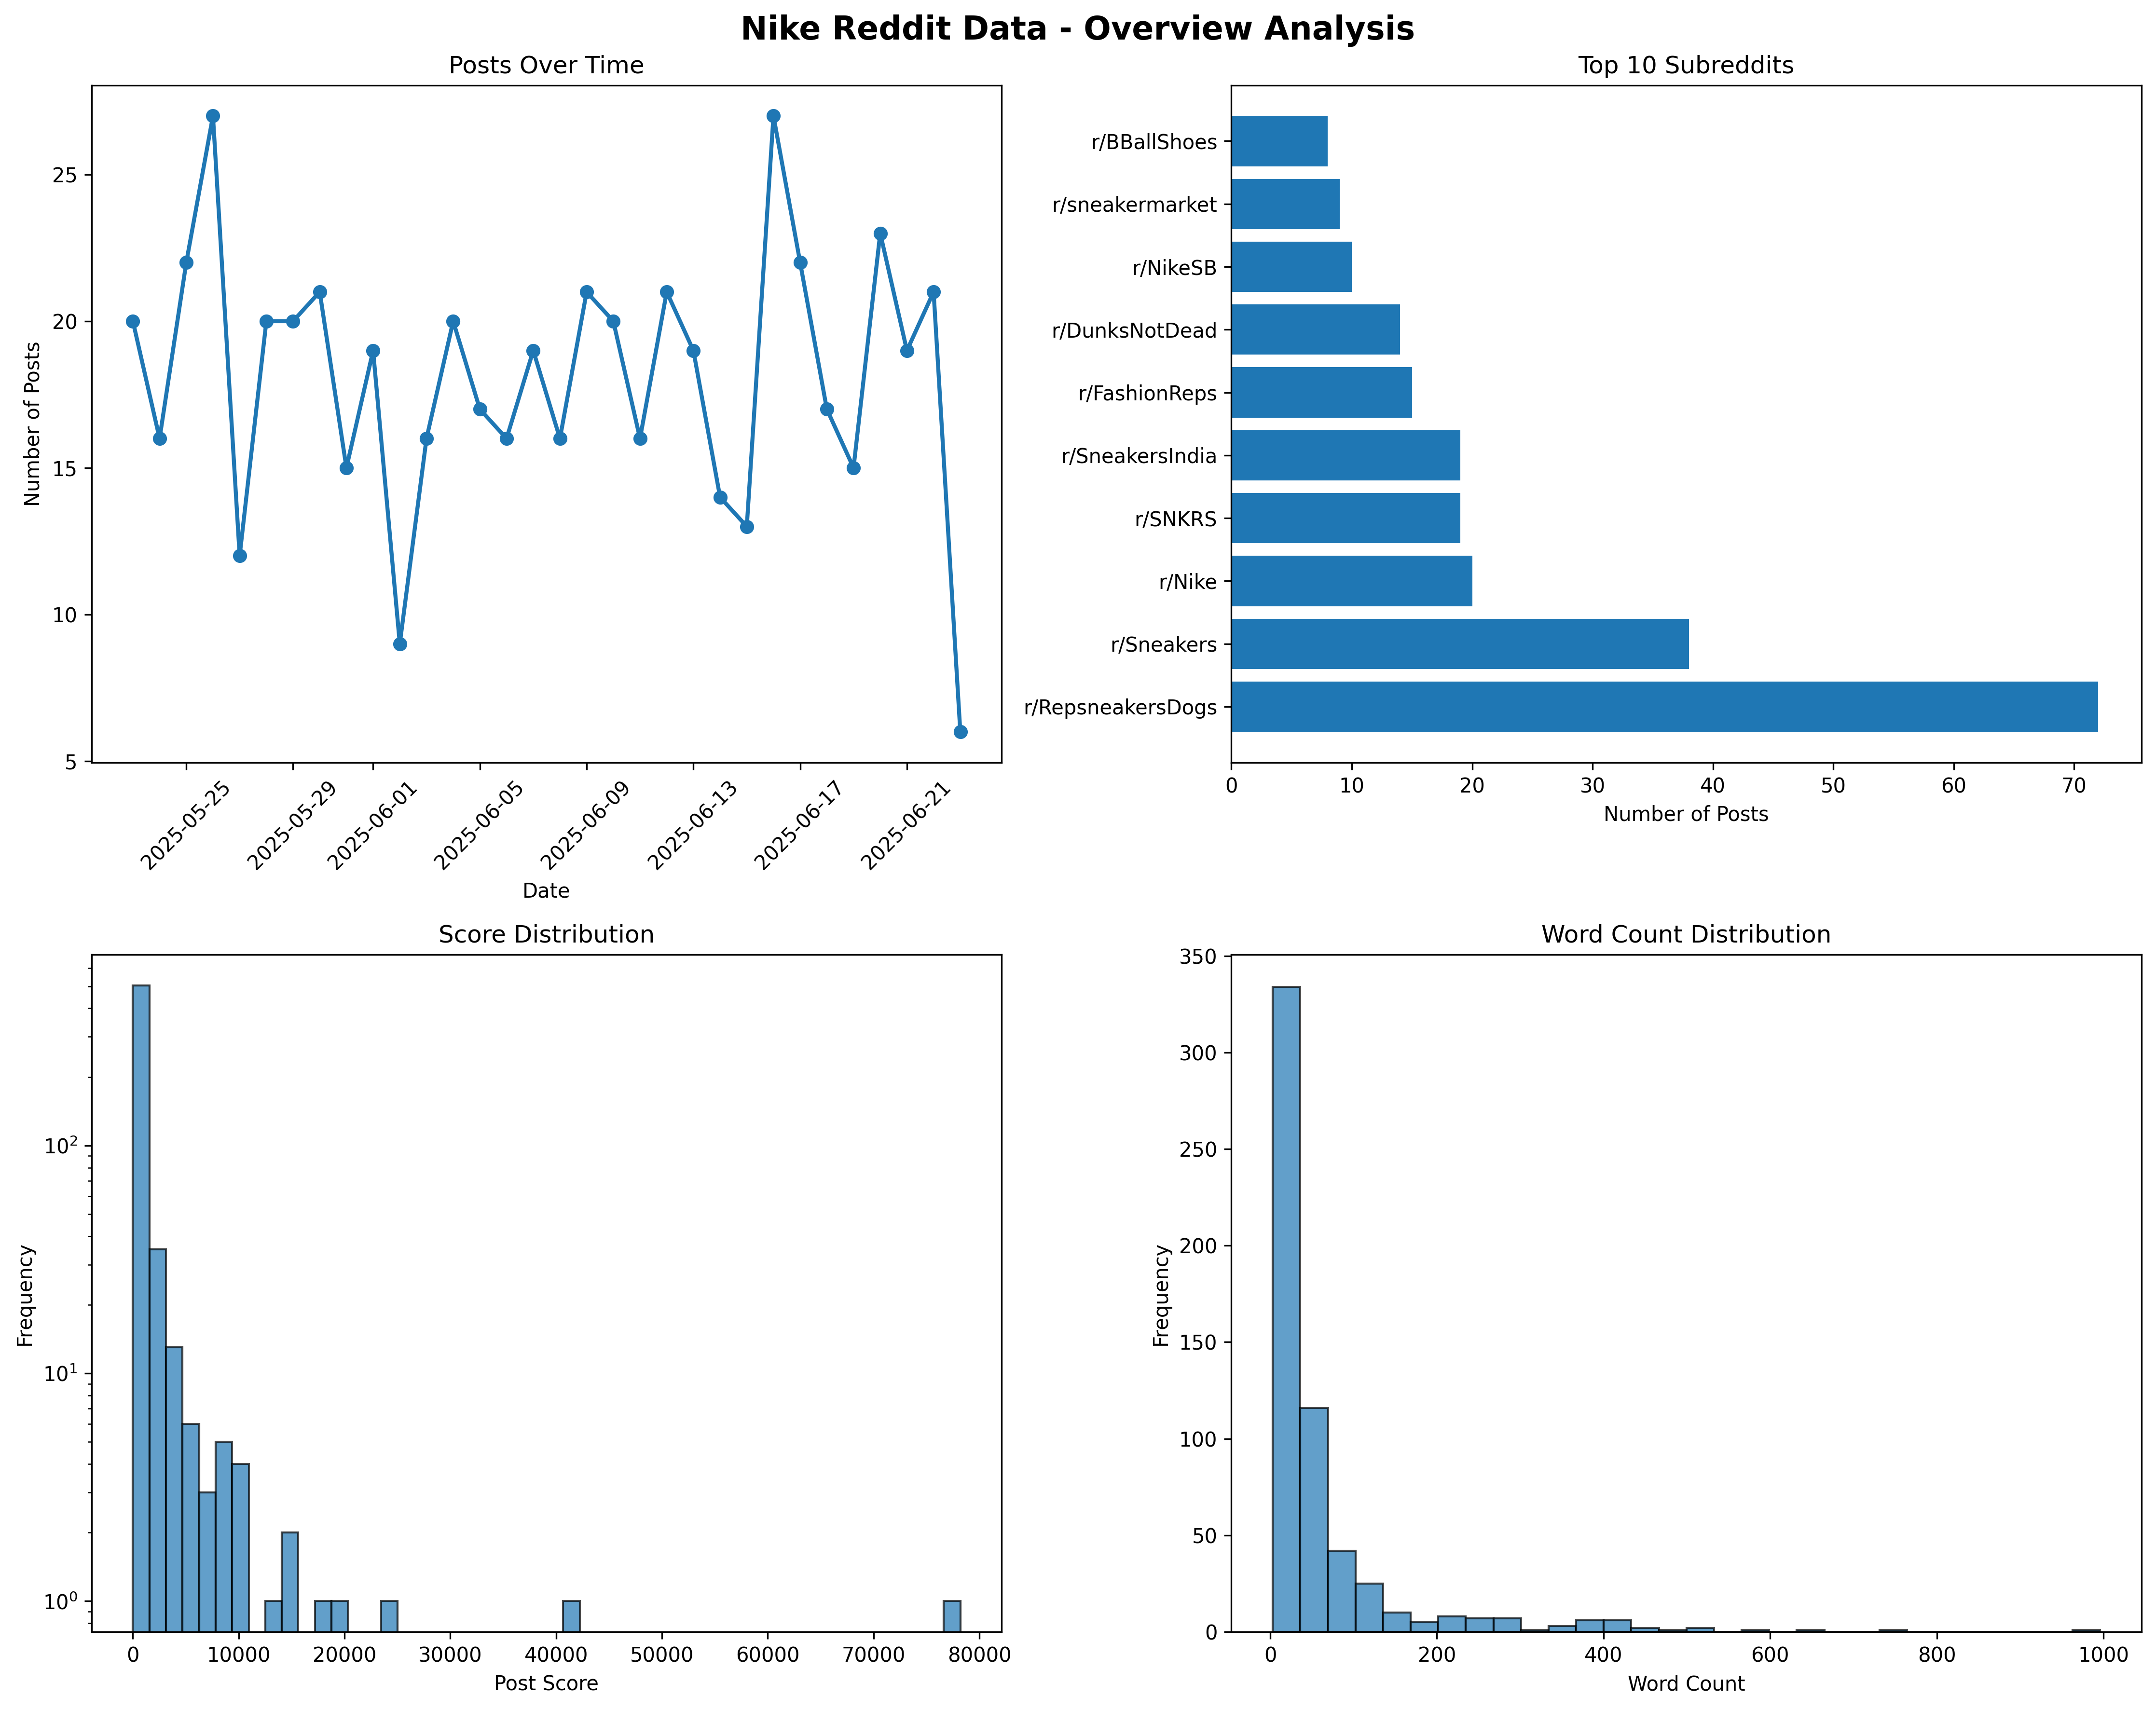 Nike Reddit Data - Overview Analysis
Posts Over Time
Number of Posts
25
20
15
10
5
2025-05-25
2025-05-29
2025-06-01
2025-06-05
2025-06-09
2025-06-13
2025-06-17
2025-06-21
Date
Top 10 Subreddits
r/BBallShoes
r/sneakermarket
r/NikeSB
r/DunksNotDead
r/FashionReps
r/SneakersIndia
r/SNKRS
r/Nike
r/Sneakers
r/RepsneakersDogs
0 10 20 30 40 50 60 70
Number of Posts
Score Distribution
Frequency
10²
10¹
10⁰
0 10000 20000 30000 40000 50000 60000 70000 80000
Post Score
Word Count Distribution
Frequency
350
300
250
200
150
100
50
0
0 200 400 600 800 1000
Word Count